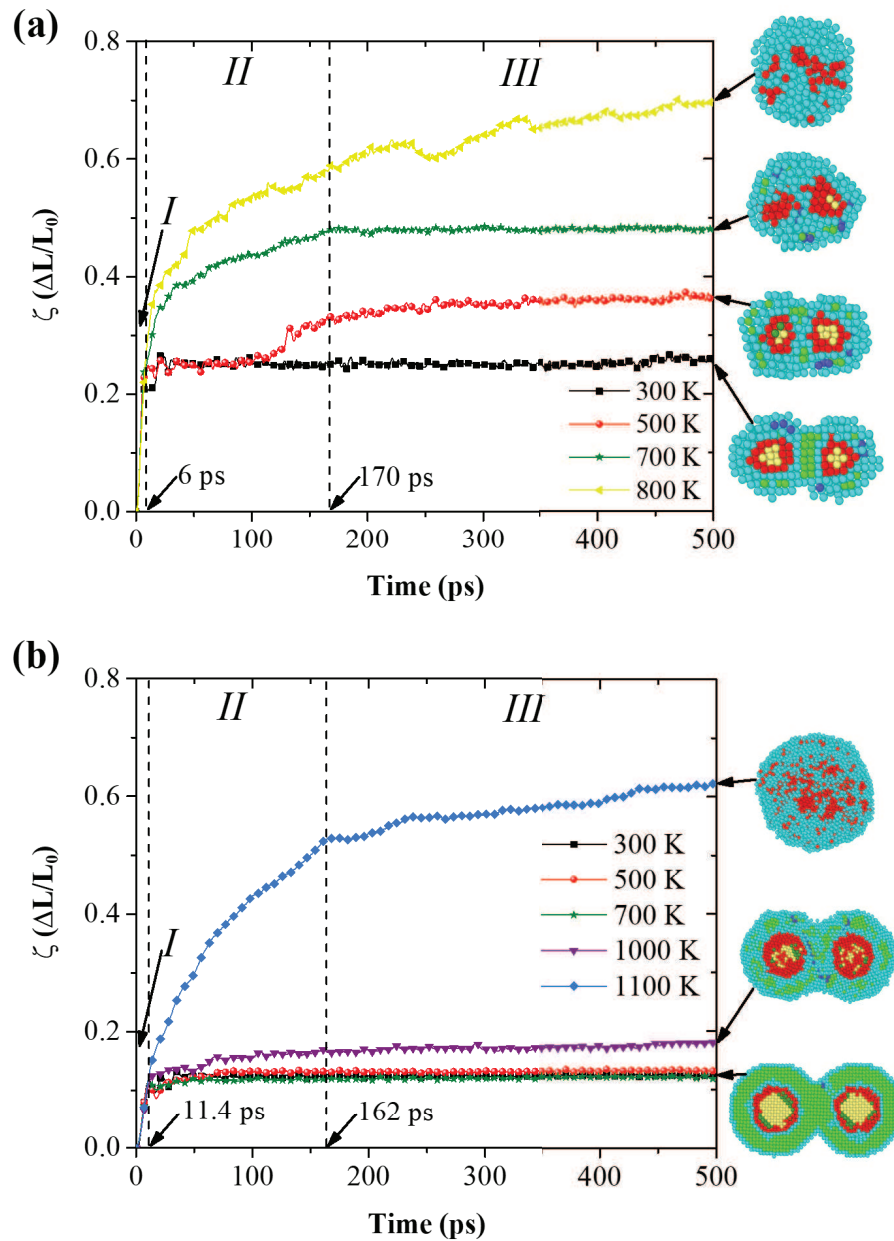 (a)
0.8
0.6
0.4
0.2
0.0
ζ (ΔL/L₀)
I
II
III
6 ps
170 ps
300 K
500 K
700 K
800 K
0 100 200 300 400 500
Time (ps)
(b)
0.8
0.6
0.4
0.2
0.0
ζ (ΔL/L₀)
I
II
III
300 K
500 K
700 K
1000 K
1100 K
11.4 ps
162 ps
0 100 200 300 400 500
Time (ps)